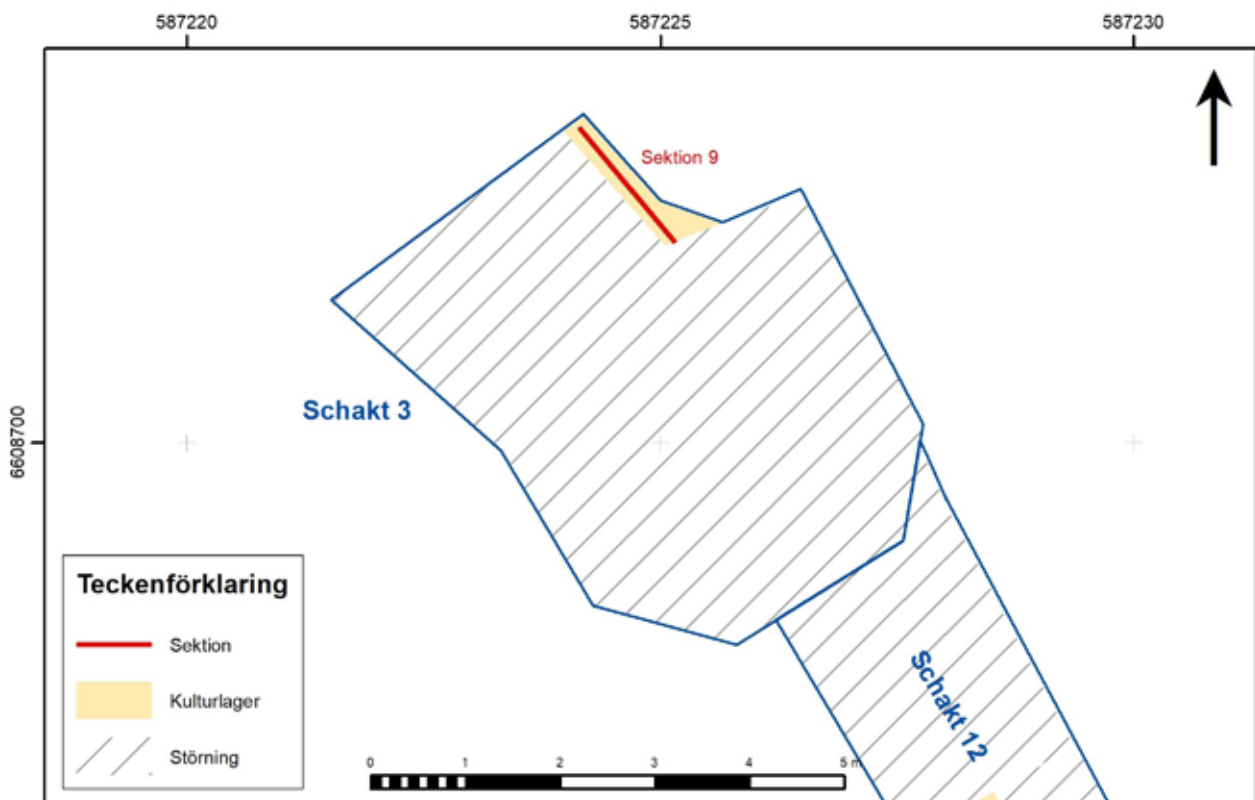 587220 587225 587230
Sektion 9
Schakt 3
6608700
Teckenförklaring
Sektion
Kulturlager
Störning
Schakt 12
0 1 2 3 4 5 m